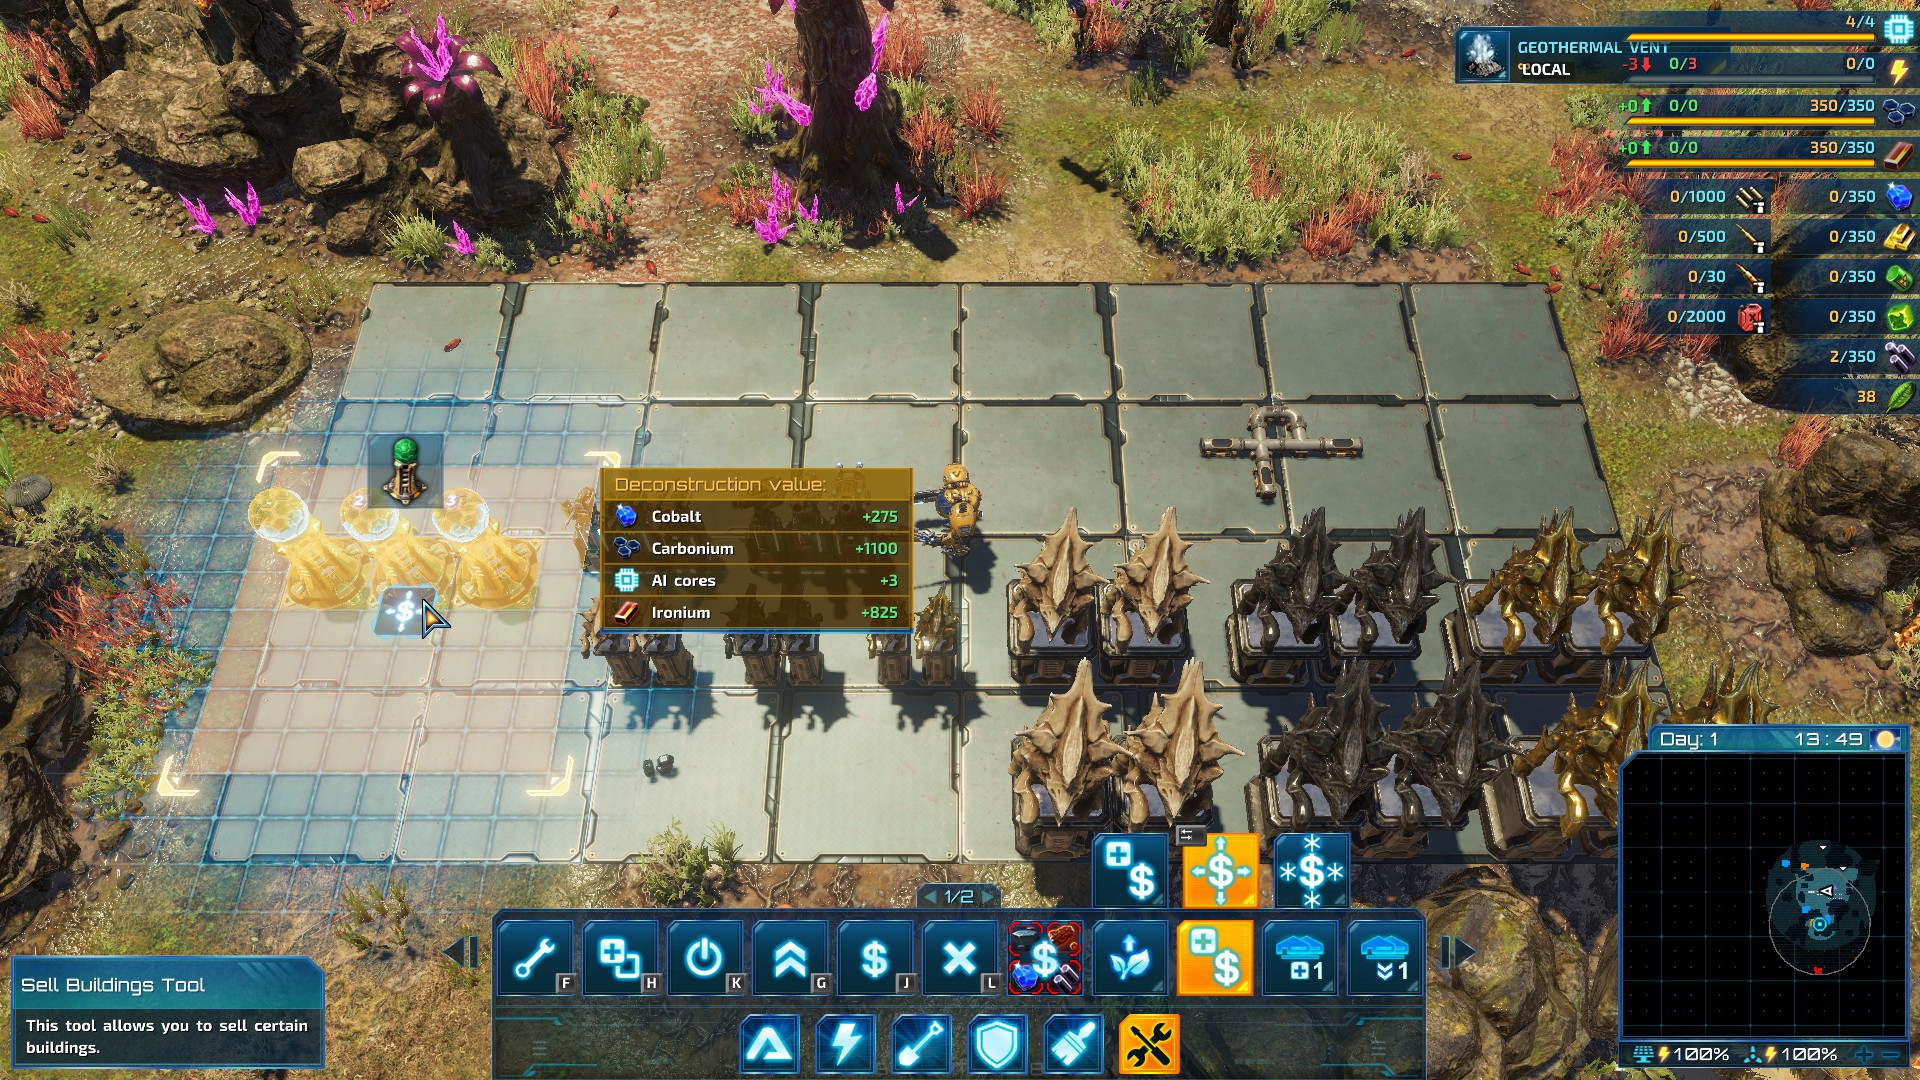 4/4
GEOTHERMAL VENT
LOCAL
-3 0/3 0/0
+0 0/0 350/350
+0 0/0 350/350
0/1000 0/350
0/500 0/350
0/30 0/350
0/2000 0/350
2/350
38
2 3
Deconstruction value:
Cobalt +275
Carbonium +1100
AI cores +3
Ironium +825
Day: 1 13:49
1/2
F H K G J L 1 1
Sell Buildings Tool
This tool allows you to sell certain
buildings.
100% 100%